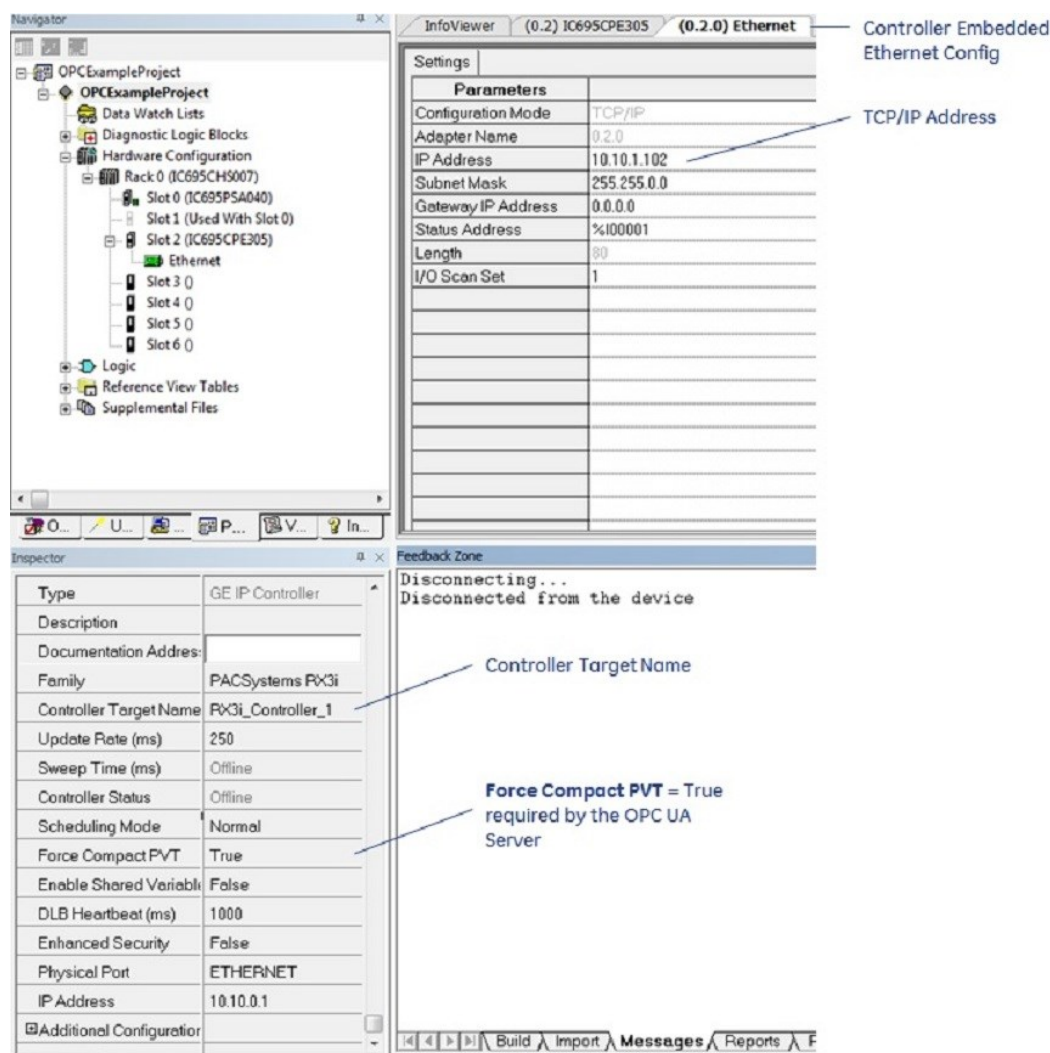 Navigator
OPCExampleProject
OPCExampleProject
Data Watch Lists
Diagnostic Logic Blocks
Hardware Configuration
Rack 0 (IC695CHS007)
Slot 0 (IC695PSA040)
Slot 1 (Used With Slot 0)
Slot 2 (IC695CPE305)
Ethernet
Slot 3 ()
Slot 4 ()
Slot 5 ()
Slot 6 ()
Logic
Reference View Tables
Supplemental Files
O... U... ... P... V... In...
InfoViewer (0.2) IC695CPE305 (0.2.0) Ethernet
Settings
Parameters
Configuration Mode TCP/IP
Adapter Name 0.2.0
IP Address 10.10.1.102
Subnet Mask 255.255.0.0
Gateway IP Address 0.0.0.0
Status Address %I00001
Length 80
I/O Scan Set 1
Controller Embedded
Ethernet Config
TCP/IP Address
Inspector
Type GE IP Controller
Description
Documentation Address
Family PACSystems RX3i
Controller Target Name RX3i_Controller_1
Update Rate (ms) 250
Sweep Time (ms) Offline
Controller Status Offline
Scheduling Mode Normal
Force Compact PVT True
Enable Shared Variabl False
DLB Heartbeat (ms) 1000
Enhanced Security False
Physical Port ETHERNET
IP Address 10.10.0.1
Additional Configuration
Feedback Zone
Disconnecting...
Disconnected from the device
Controller Target Name
Force Compact PVT = True
required by the OPC UA
Server
Build Import Messages Reports F